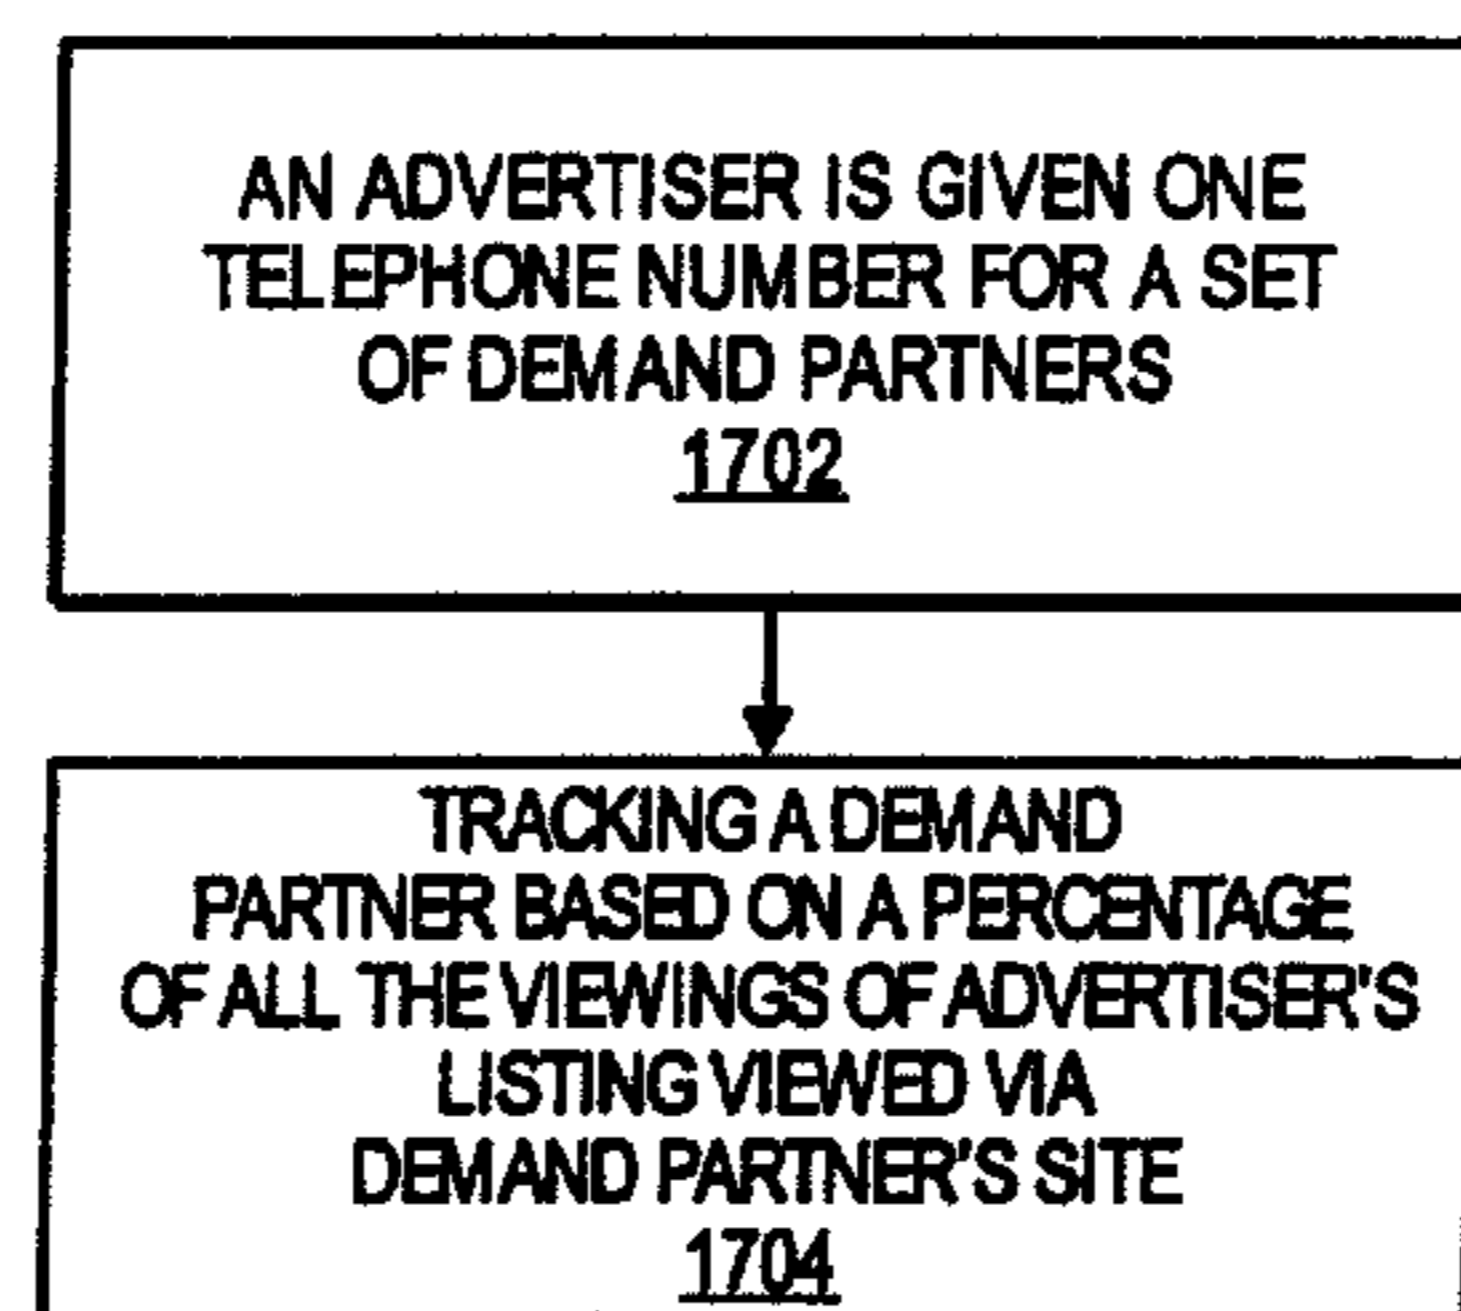 AN ADVERTISER IS GIVEN ONE
TELEPHONE NUMBER FOR A SET
OF DEMAND PARTNERS
1702
TRACKING A DEMAND
PARTNER BASED ON A PERCENTAGE
OF ALL THE VIEWINGS OF ADVERTISER'S
LISTING VIEWED VIA
DEMAND PARTNER'S SITE
1704